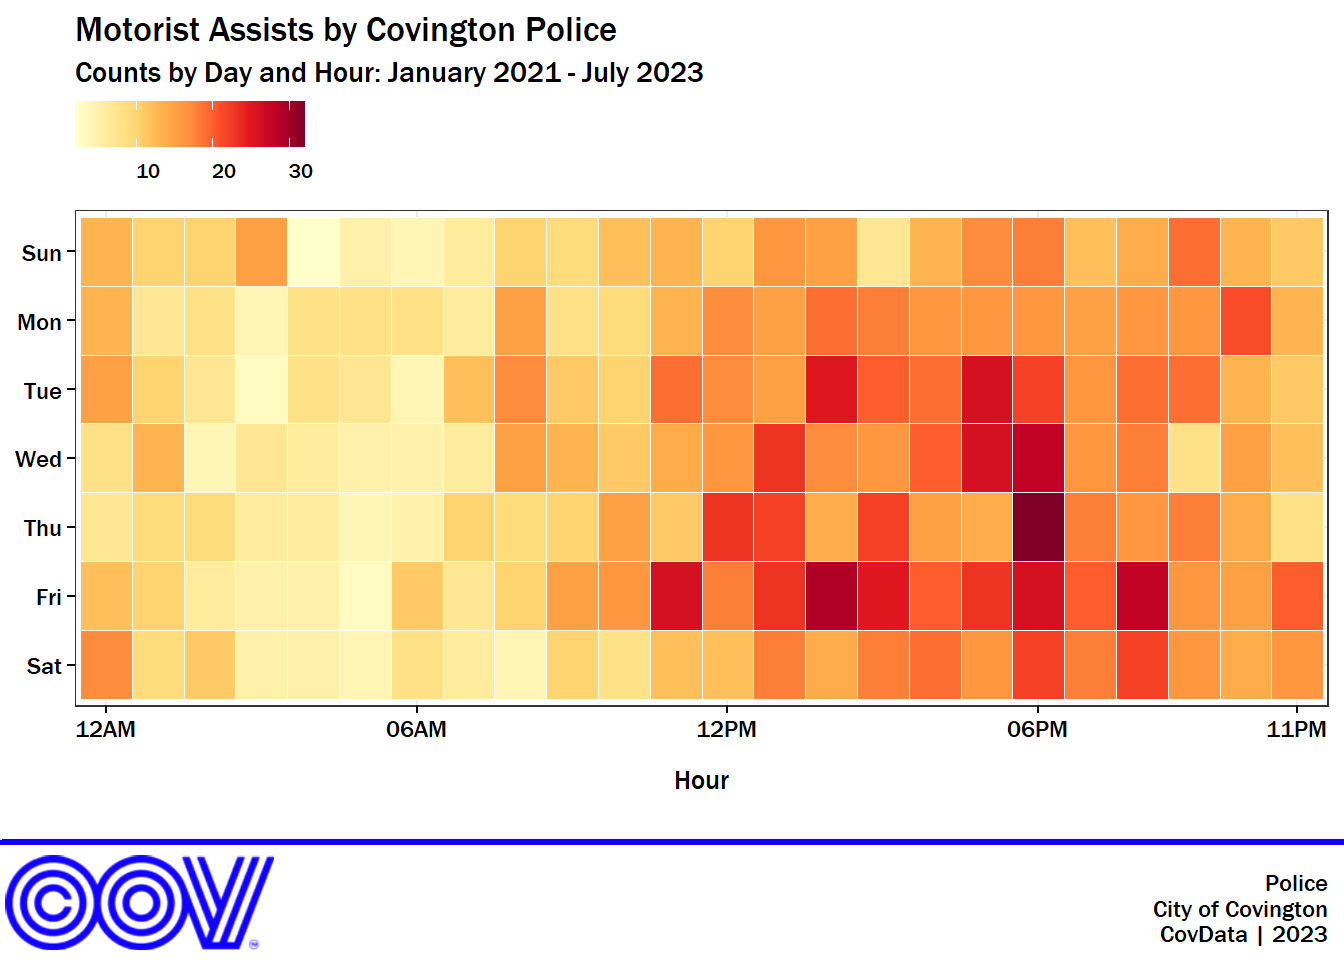 Motorist Assists by Covington Police
Counts by Day and Hour: January 2021 - July 2023
10 20 30
Sun
Mon
Tue
Wed
Thu
Fri
Sat
12AM 06AM 12PM 06PM 11PM
Hour
COV
TM
Police
City of Covington
CovData | 2023